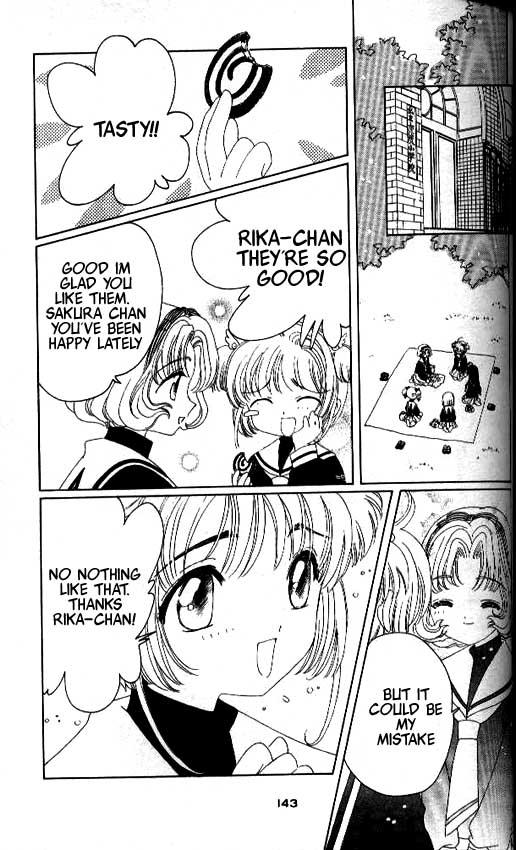 TASTY!!
RIKA-CHAN
THEY'RE SO
GOOD!
GOOD IM
GLAD YOU
LIKE THEM.
SAKURA CHAN
YOU'VE BEEN
HAPPY LATELY
BUT IT
COULD BE
MY
MISTAKE
NO NOTHING
LIKE THAT.
THANKS
RIKA-CHAN!
143